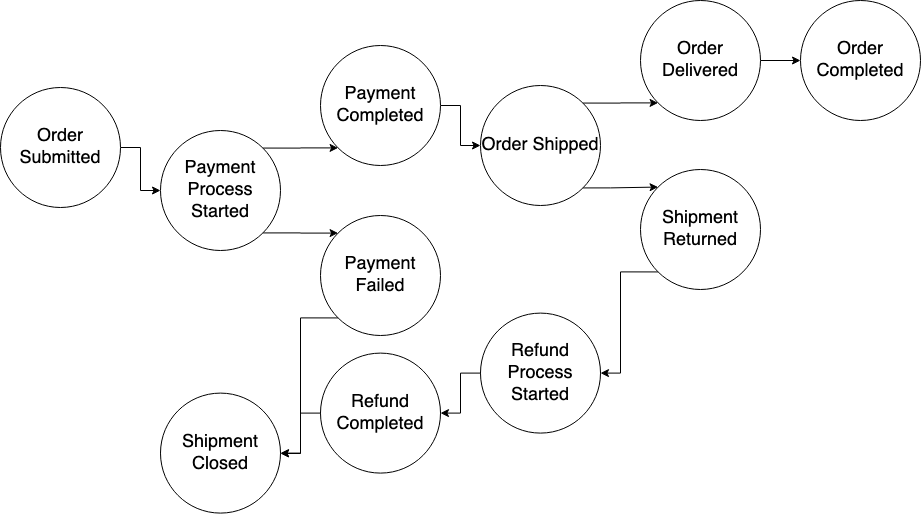 Order
Submitted
Payment
Process
Started
Payment
Completed
Payment
Failed
Order Shipped
Order
Delivered
Order
Completed
Shipment
Returned
Refund
Process
Started
Refund
Completed
Shipment
Closed